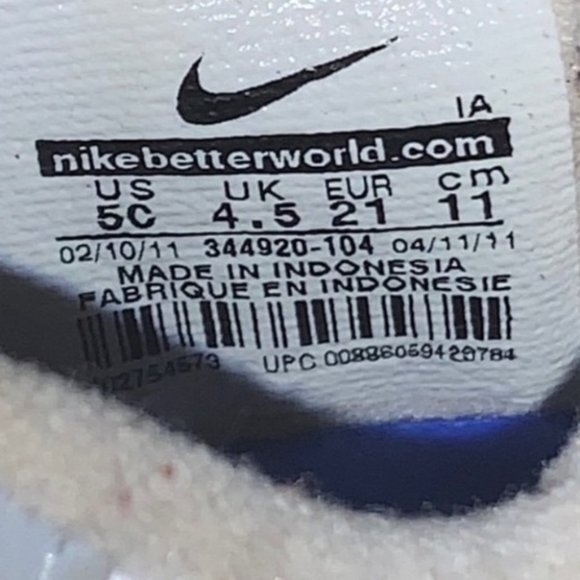 IA
nikebetterworld.com
US UK EUR cm
5C 4.5 21 11
02/10/11 344920-104 04/11/11
MADE IN INDONESIA
FABRIQUE EN INDONESIE
UPC 00886059429784